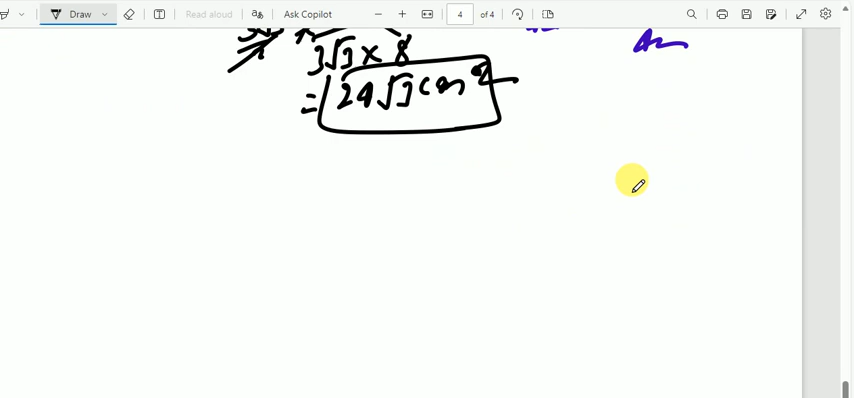 Draw Read aloud Ask Copilot 4 of 4
3√3 × 8
= 24√3 cm²